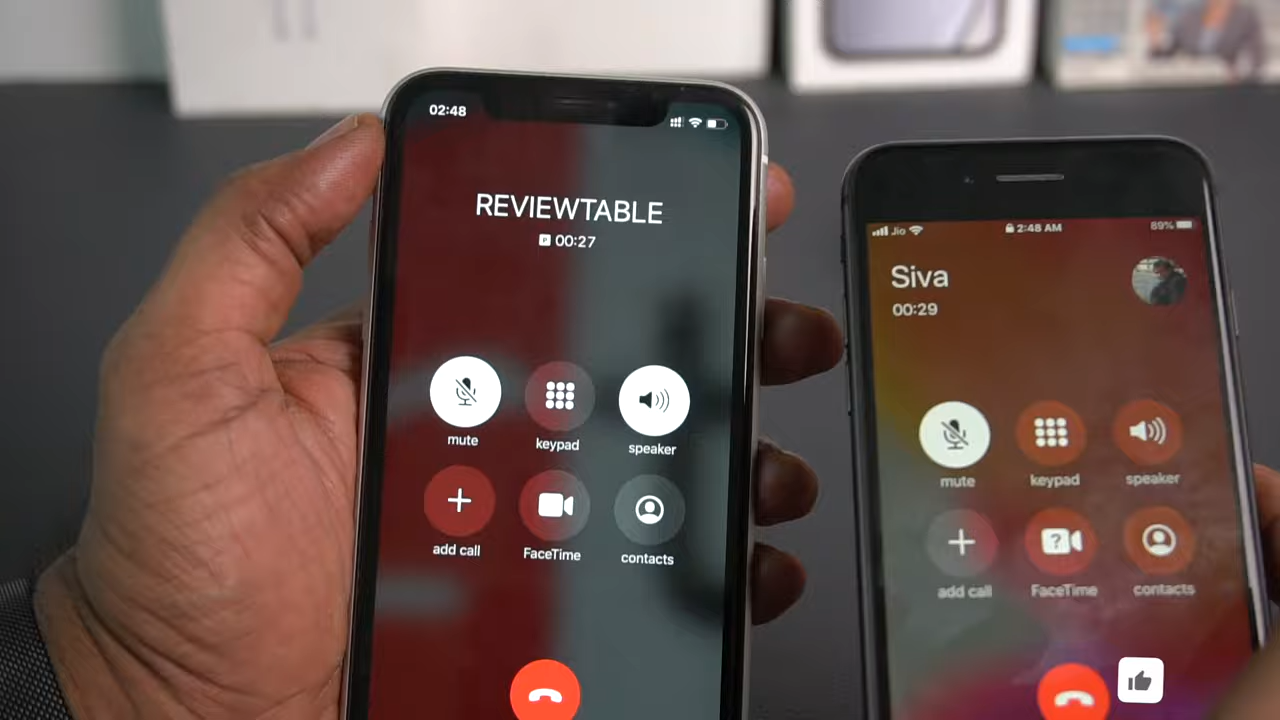 02:48
REVIEWTABLE
P 00:27
mute
keypad
speaker
add call
FaceTime
contacts
Jio
2:48 AM
89%
Siva
00:29
mute
keypad
speaker
?
add call
FaceTime
contacts